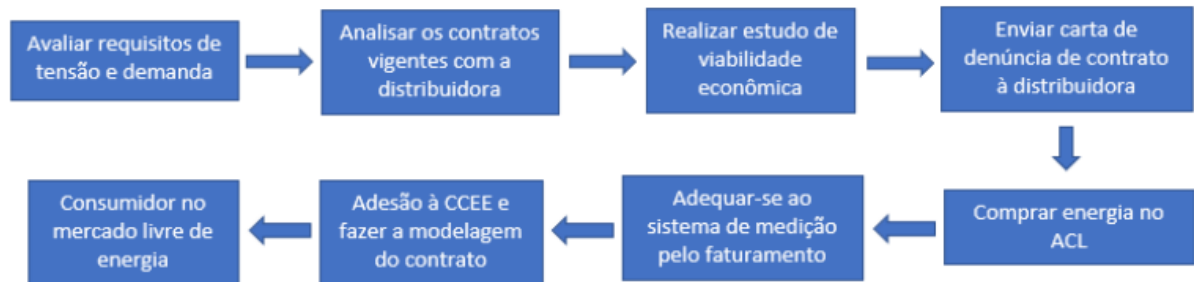 Avaliar requisitos de
tensão e demanda
Analisar os contratos
vigentes com a
distribuidora
Realizar estudo de
viabilidade
econômica
Enviar carta de
denúncia de contrato
à distribuidora
Comprar energia no
ACL
Adequar-se ao
sistema de medição
pelo faturamento
Adesão à CCEE e
fazer a modelagem
do contrato
Consumidor no
mercado livre de
energia